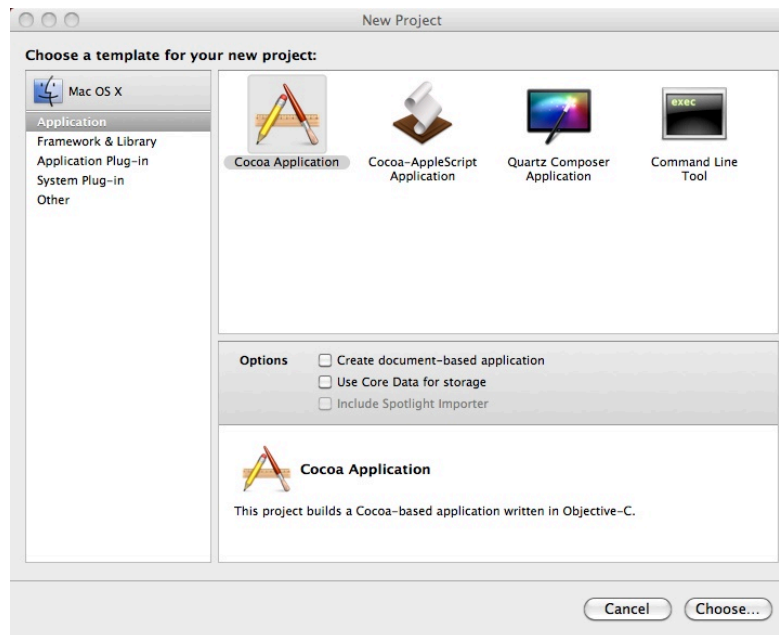 New Project
Choose a template for your new project:
Mac OS X
Application
Framework & Library
Application Plug-in
System Plug-in
Other
Cocoa Application
Cocoa-AppleScript
Application
Quartz Composer
Application
exec
Command Line
Tool
Options
Create document-based application
Use Core Data for storage
Include Spotlight Importer
Cocoa Application
This project builds a Cocoa-based application written in Objective-C.
Cancel
Choose...